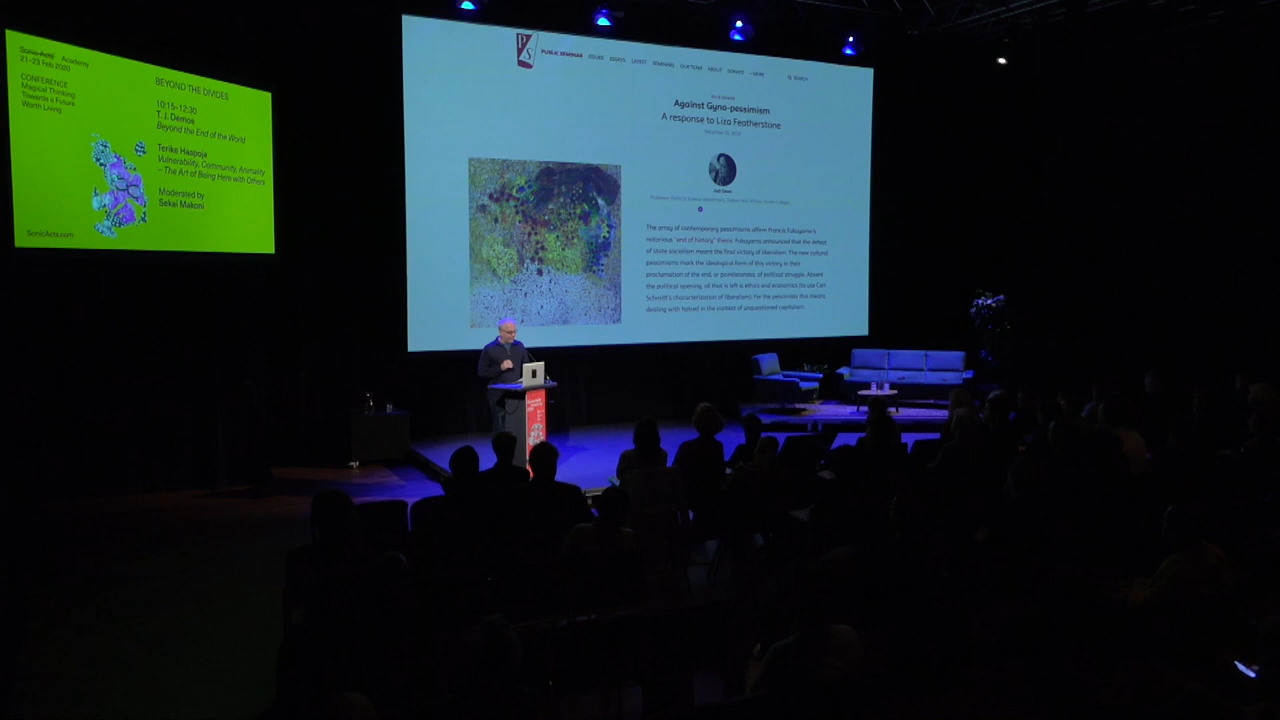 Sonic Acts Academy
21–23 Feb 2020
CONFERENCE
Magical Thinking
Towards a Future
Worth Living
BEYOND THE DIVIDES
10:15–12:30
T. J. Demos
Beyond the End of the World
Terike Haapoja
Vulnerability, Community, Animality
– The Art of Being Here with Others
Moderated by
Sekai Makoni
SonicActs.com
P/S PUBLIC SEMINAR ISSUES ESSAYS LATEST SEMINARS OUR TEAM ABOUT DONATE MORE SEARCH
Against Gyno-pessimism
A response to Liza Featherstone
Jodi Dean
The array of contemporary pessimisms affirm Francis Fukuyama's
notorious "end of history" thesis. Fukuyama announced that the defeat
of state socialism meant the final victory of liberalism. The new cultural
pessimisms mark the ideological form of this victory in their
proclamation of the end, or pointlessness, of political struggle. Absent
the political opening, all that is left is ethics and economics (to use Carl
Schmitt's characterization of liberalism). For the pessimists this means
dealing with hatred in the context of unquestioned capitalism.